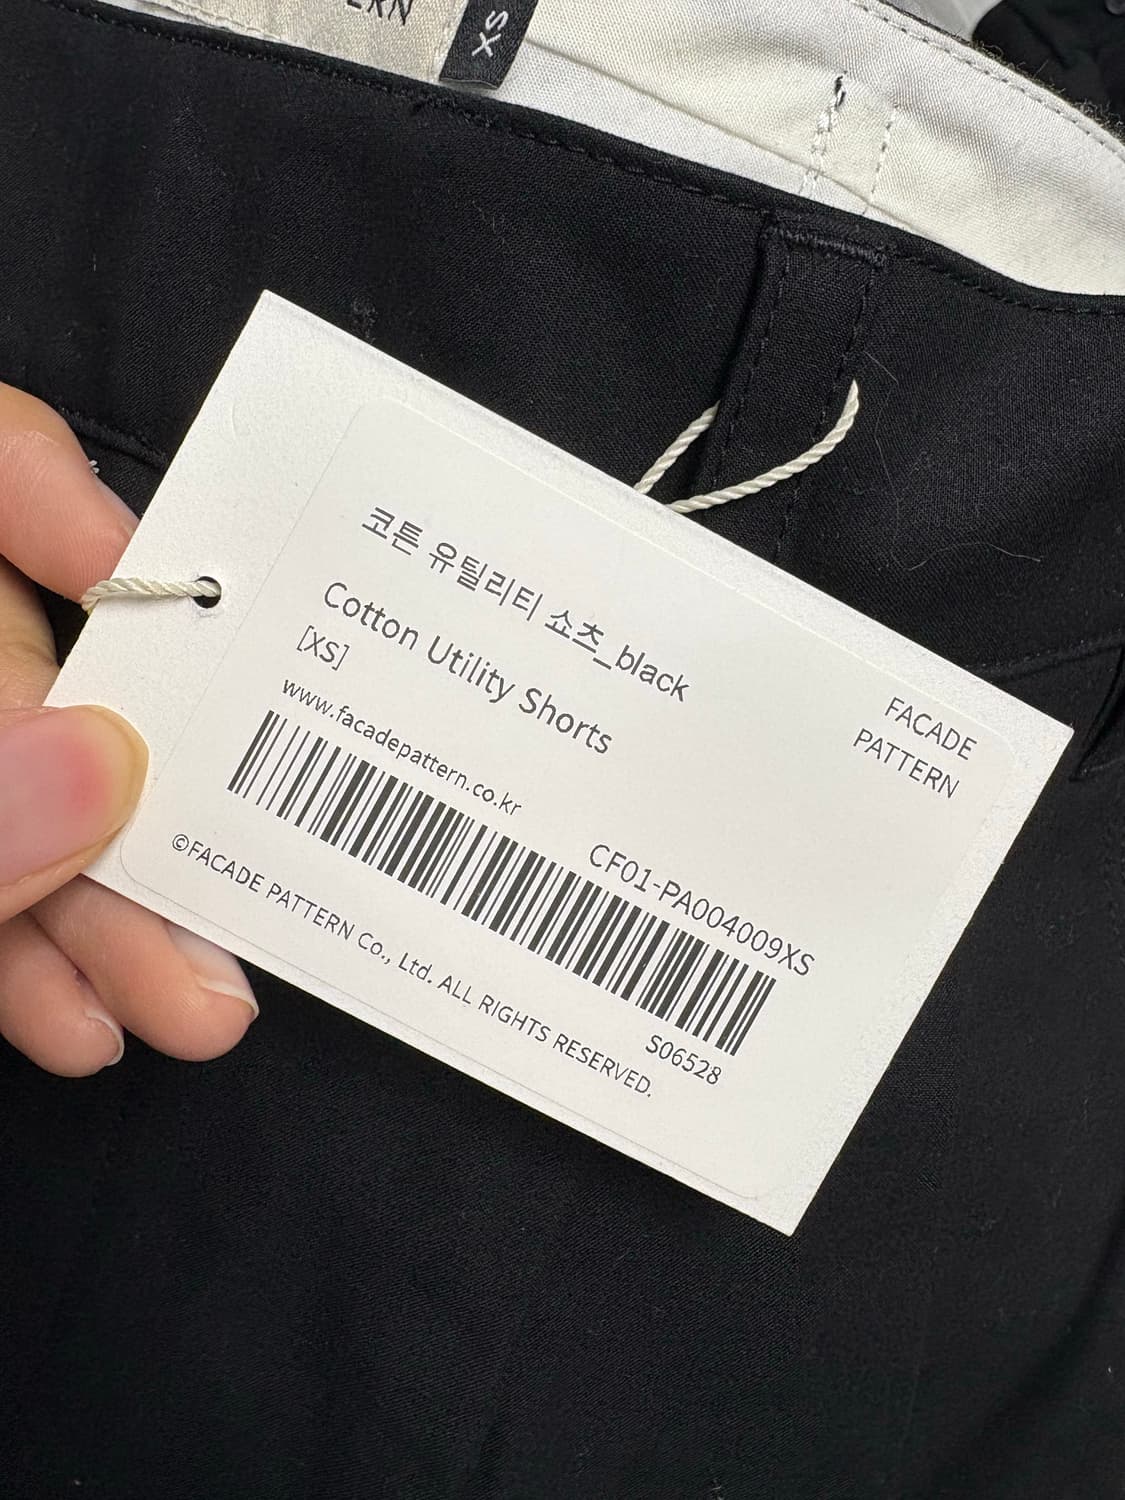 XS
코튼 유틸리티 쇼츠_black
Cotton Utility Shorts
[XS]
www.facadepattern.co.kr
FACADE
PATTERN
CF01-PA004009XS
S06528
©FACADE PATTERN Co., Ltd. ALL RIGHTS RESERVED.